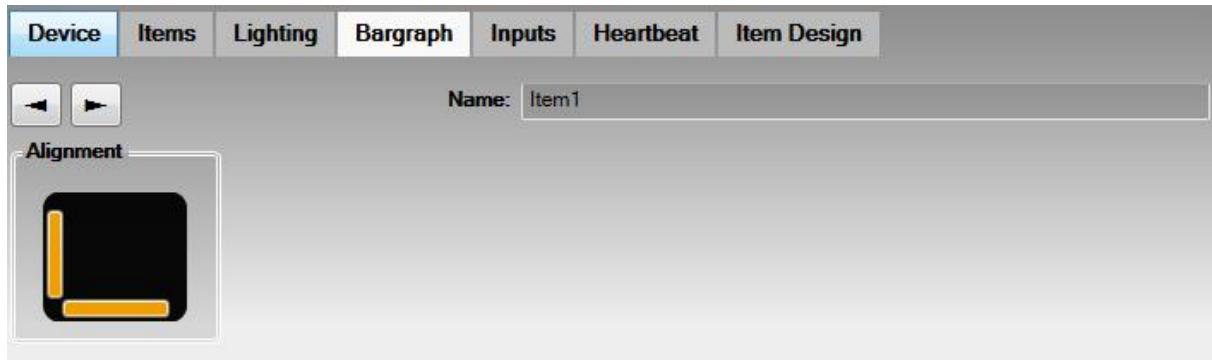 Device Items Lighting Bargraph Inputs Heartbeat Item Design
Name: Item1
Alignment